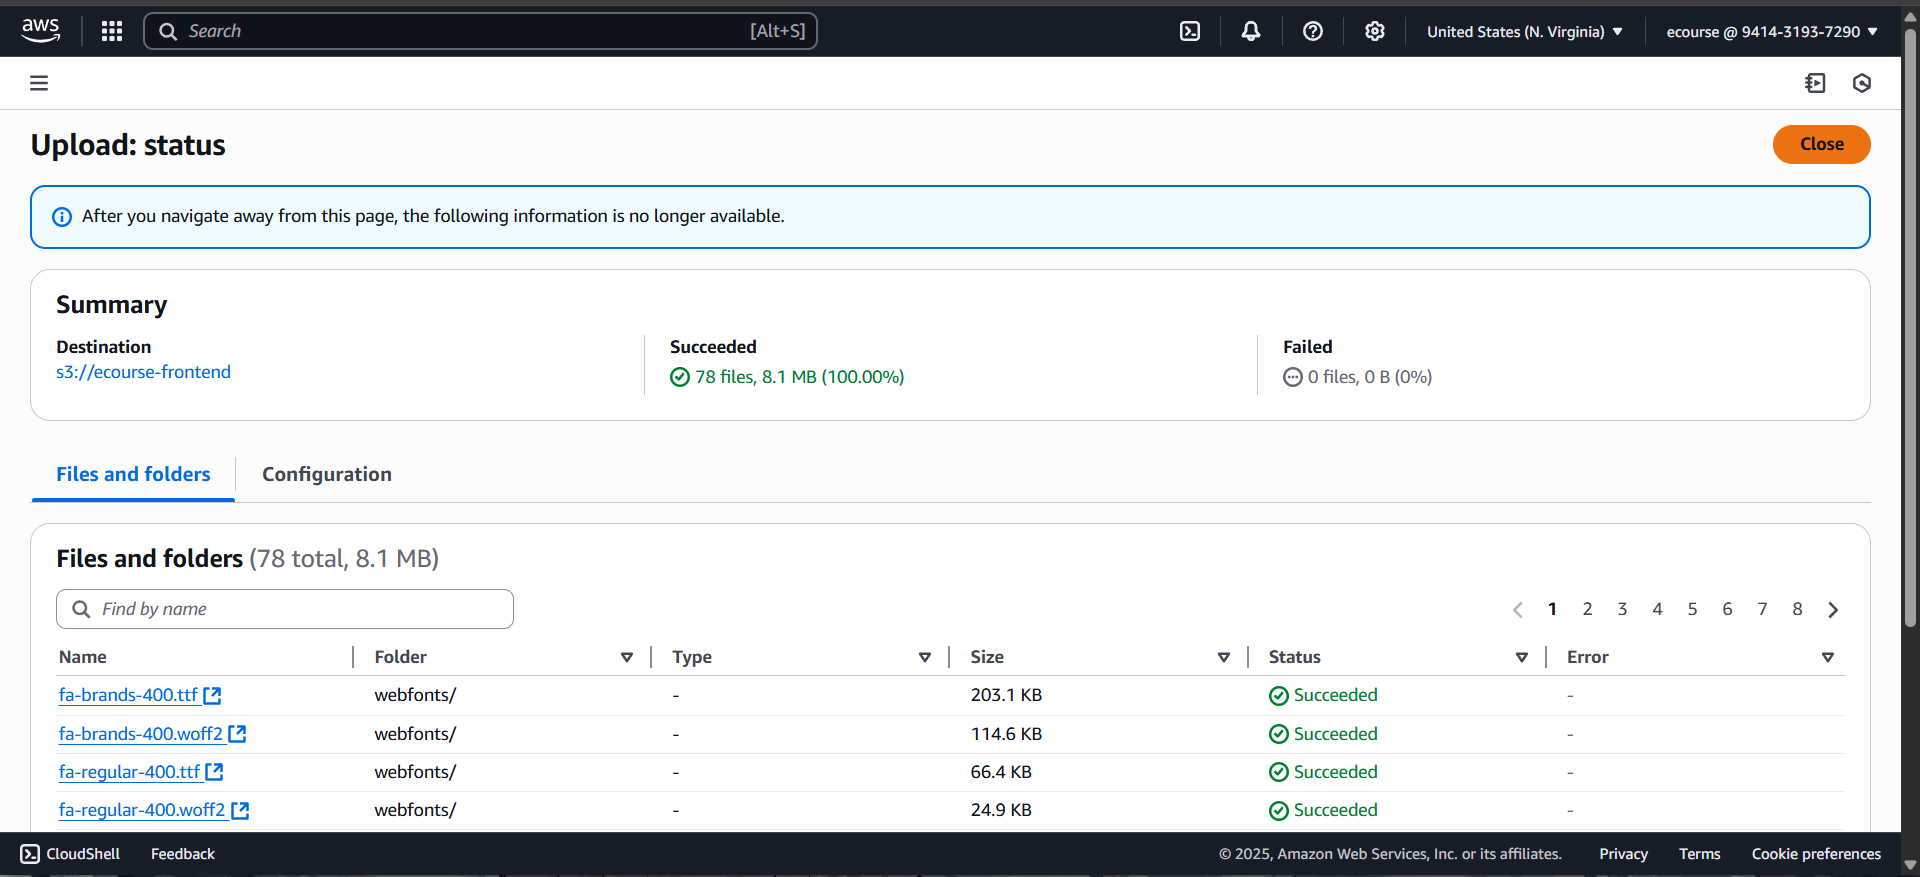 aws
Search [Alt+S] United States (N. Virginia) ecourse @ 9414-3193-7290
Upload: status Close
After you navigate away from this page, the following information is no longer available.
Summary
Destination Succeeded Failed
s3://ecourse-frontend 78 files, 8.1 MB (100.00%) 0 files, 0 B (0%)
Files and folders Configuration
Files and folders (78 total, 8.1 MB)
Find by name 1 2 3 4 5 6 7 8
Name Folder Type Size Status Error
fa-brands-400.ttf webfonts/ - 203.1 KB Succeeded -
fa-brands-400.woff2 webfonts/ - 114.6 KB Succeeded -
fa-regular-400.ttf webfonts/ - 66.4 KB Succeeded -
fa-regular-400.woff2 webfonts/ - 24.9 KB Succeeded -
CloudShell Feedback © 2025, Amazon Web Services, Inc. or its affiliates. Privacy Terms Cookie preferences